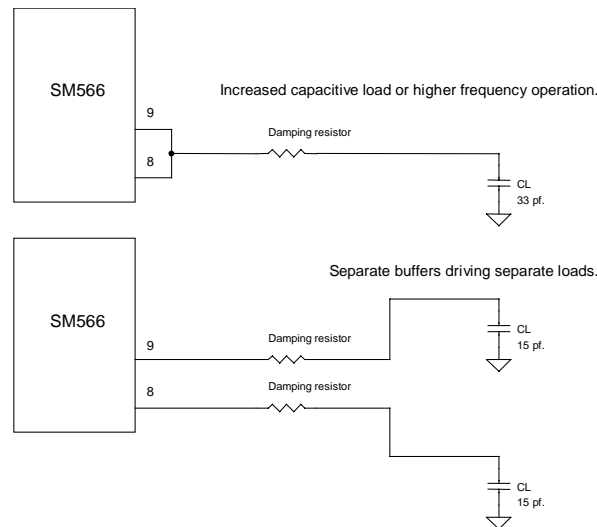 SM566
9
Increased capacitive load or higher frequency operation.
Damping resistor
8
CL
33 pf.
Separate buffers driving separate loads.
SM566
9
Damping resistor
CL
15 pf.
8
Damping resistor
CL
15 pf.